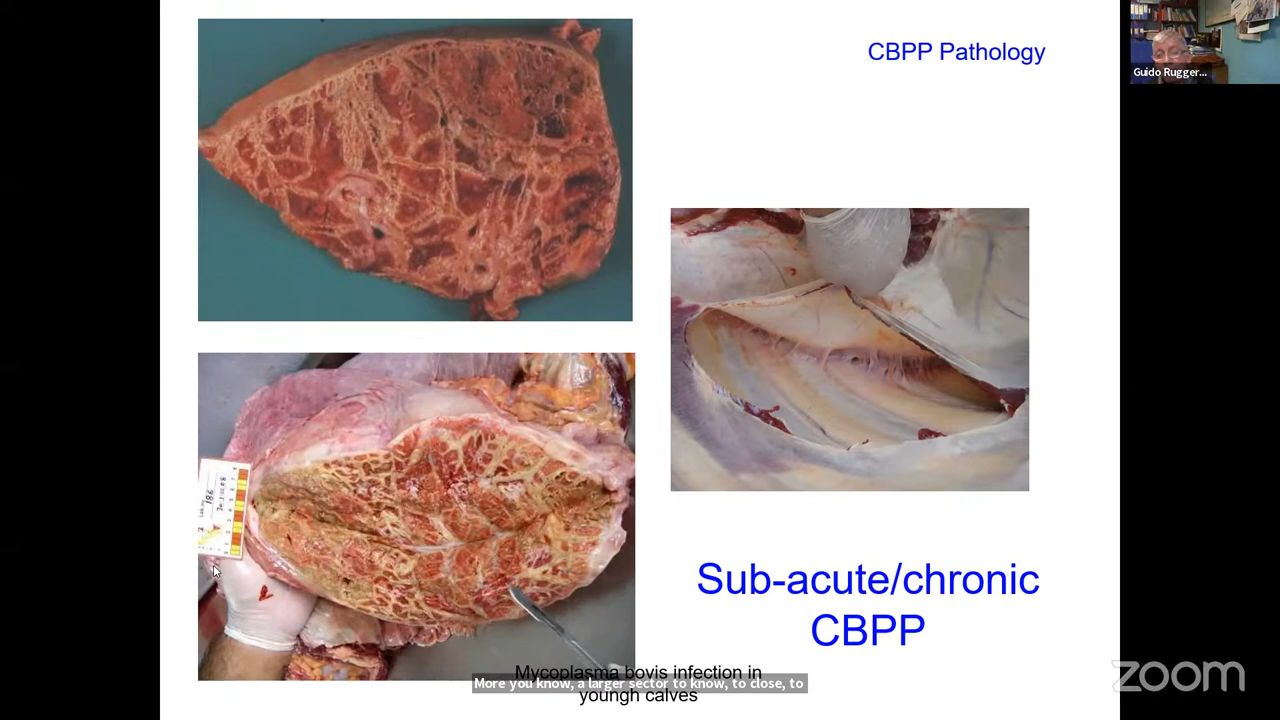 CBPP Pathology
Guido Rugger...
Sub-acute/chronic
CBPP
186
Mycoplasma bovis infection in
More you know, a larger sector to know, to close, to
youngh calves
zoom